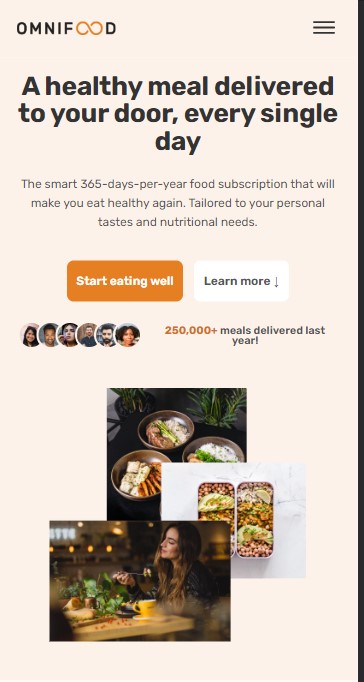 OMNIFOOD
A healthy meal delivered
to your door, every single
day
The smart 365-days-per-year food subscription that will
make you eat healthy again. Tailored to your personal
tastes and nutritional needs.
Start eating well
Learn more ↓
250,000+ meals delivered last
year!